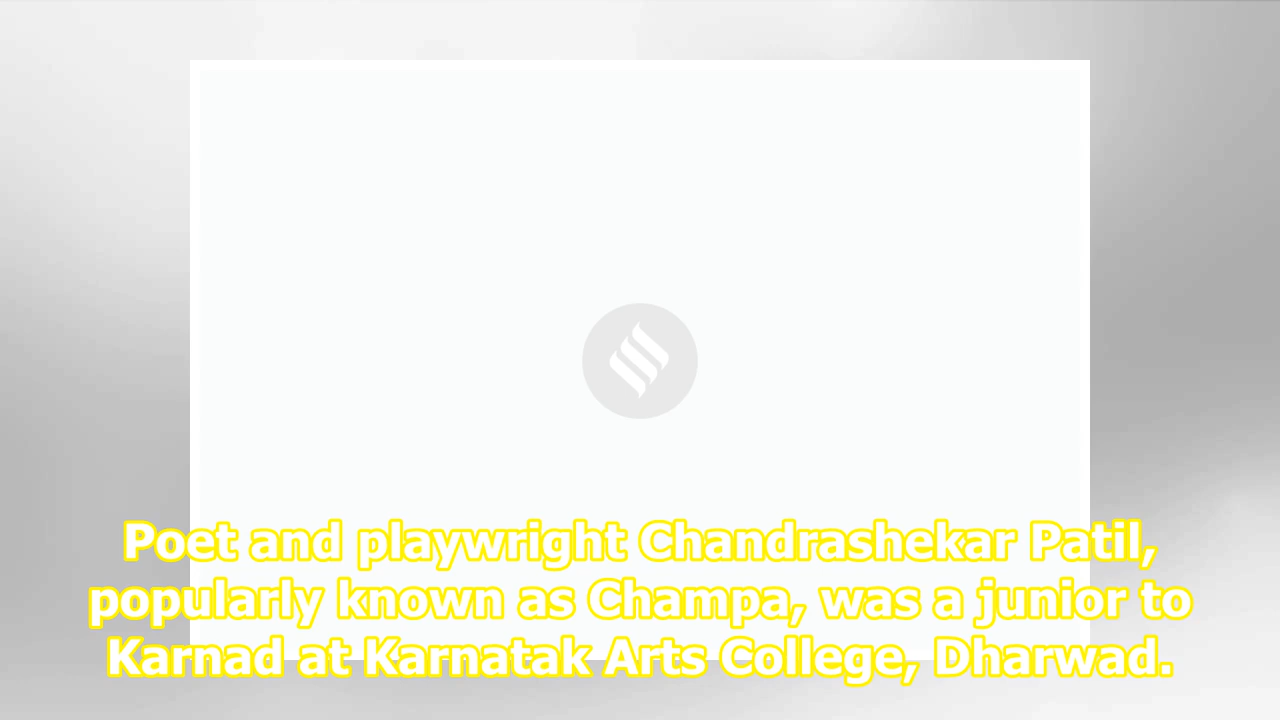 Poet and playwright Chandrashekar Patil,
popularly known as Champa, was a junior to
Karnad at Karnatak Arts College, Dharwad.